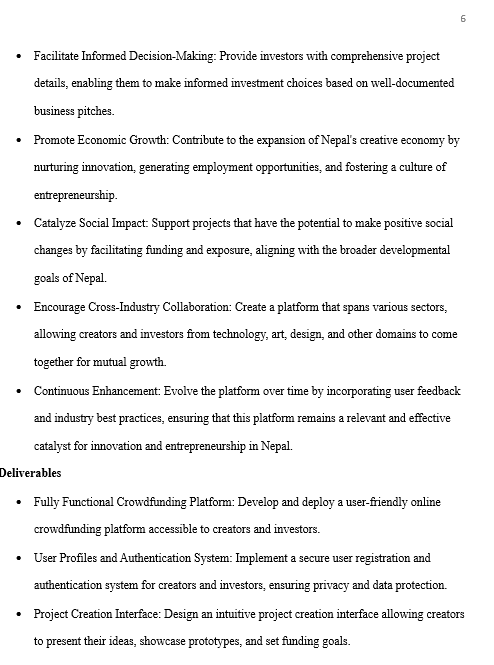 6
• Facilitate Informed Decision-Making: Provide investors with comprehensive project
details, enabling them to make informed investment choices based on well-documented
business pitches.
• Promote Economic Growth: Contribute to the expansion of Nepal's creative economy by
nurturing innovation, generating employment opportunities, and fostering a culture of
entrepreneurship.
• Catalyze Social Impact: Support projects that have the potential to make positive social
changes by facilitating funding and exposure, aligning with the broader developmental
goals of Nepal.
• Encourage Cross-Industry Collaboration: Create a platform that spans various sectors,
allowing creators and investors from technology, art, design, and other domains to come
together for mutual growth.
• Continuous Enhancement: Evolve the platform over time by incorporating user feedback
and industry best practices, ensuring that this platform remains a relevant and effective
catalyst for innovation and entrepreneurship in Nepal.
Deliverables
• Fully Functional Crowdfunding Platform: Develop and deploy a user-friendly online
crowdfunding platform accessible to creators and investors.
• User Profiles and Authentication System: Implement a secure user registration and
authentication system for creators and investors, ensuring privacy and data protection.
• Project Creation Interface: Design an intuitive project creation interface allowing creators
to present their ideas, showcase prototypes, and set funding goals.